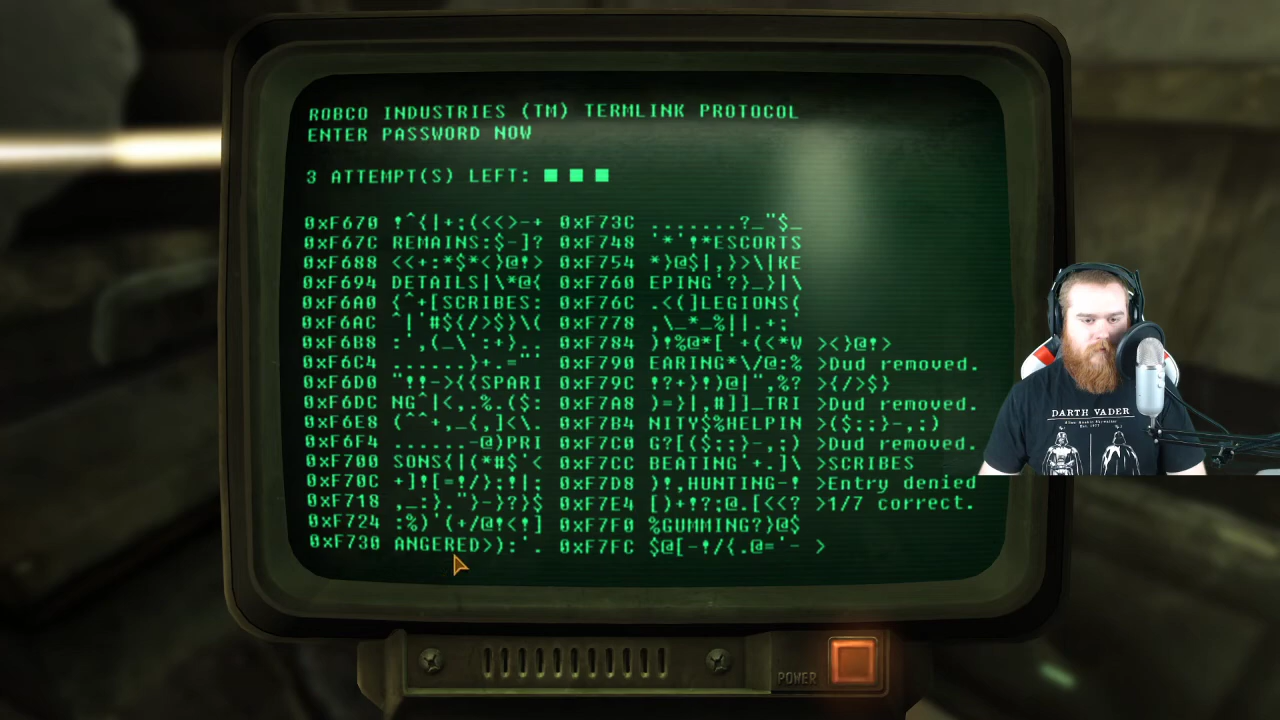 ROBCO INDUSTRIES (TM) TERMLINK PROTOCOL
ENTER PASSWORD NOW
3 ATTEMPT(S) LEFT: ■ ■ ■
0xF670 !^{|+;(<<>-+ 0xF73C :.......?_"$_
0xF67C REMAINS:$-]? 0xF748 '*'!*ESCORTS
0xF688 <<+:*$*<}@!> 0xF754 *)@$|,}>\|KE
0xF694 DETAILS|\*@{ 0xF760 EPING'?}_}|\
0xF6A0 {^+[SCRIBES: 0xF76C .<(]LEGIONS(
0xF6AC ^|'#${/>$}\( 0xF778 ,\_*_%||.+;'
0xF6B8 :',(_\':+}.. 0xF784 )!%@*['+(<*W ><}@!>
0xF6C4 ......}+.="' 0xF790 EARING*\/@:% >Dud removed.
0xF6D0 "!!->){{SPARI 0xF79C !?+}!)@|",%? >{/>$}
0xF6DC NG^|<,.%.($: 0xF7A8 )=}|,#]]_TRI >Dud removed.
0xF6E8 (^^+,_{,]<\. 0xF7B4 NITY$%HELPIN >($:;}-,:)
0xF6F4 ......-@)PRI 0xF7C0 G?[($:;}-,:) >Dud removed.
0xF700 SONS{|(*#$'< 0xF7CC BEATING'+.]\ >SCRIBES
0xF70C +]![=!/};!|; 0xF7D8 )!,HUNTING-! >Entry denied
0xF718 ,_:}."}-}?}$ 0xF7E4 [)+!?;@.[<<? >1/7 correct.
0xF724 :%)'(+/@!<!] 0xF7F0 %GUMMING?}@$
0xF730 ANGERED>):'. 0xF7FC $@[-!/{.@='- >
DARTH VADER
POWER